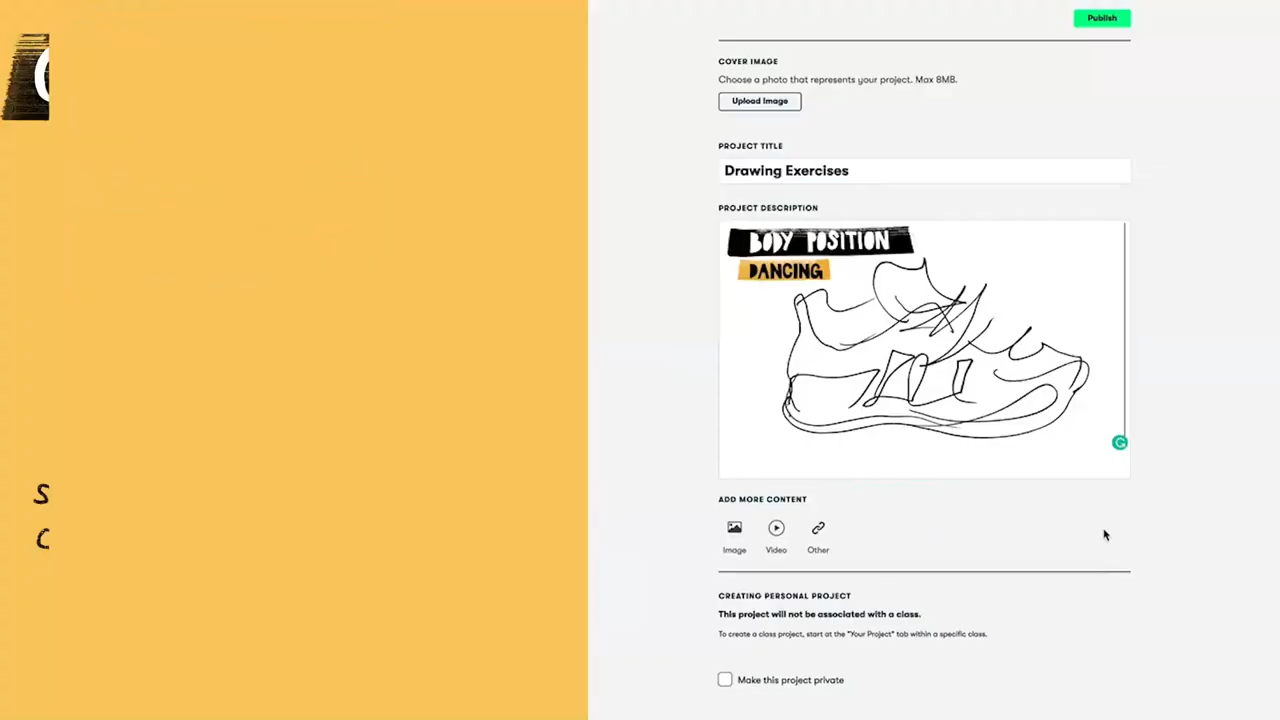 Publish
COVER IMAGE
Choose a photo that represents your project. Max 8MB.
Upload Image
PROJECT TITLE
Drawing Exercises
PROJECT DESCRIPTION
BODY POSITION
DANCING
ADD MORE CONTENT
Image Video Other
CREATING PERSONAL PROJECT
This project will not be associated with a class.
To create a class project, start at the "Your Project" tab within a specific class.
Make this project private